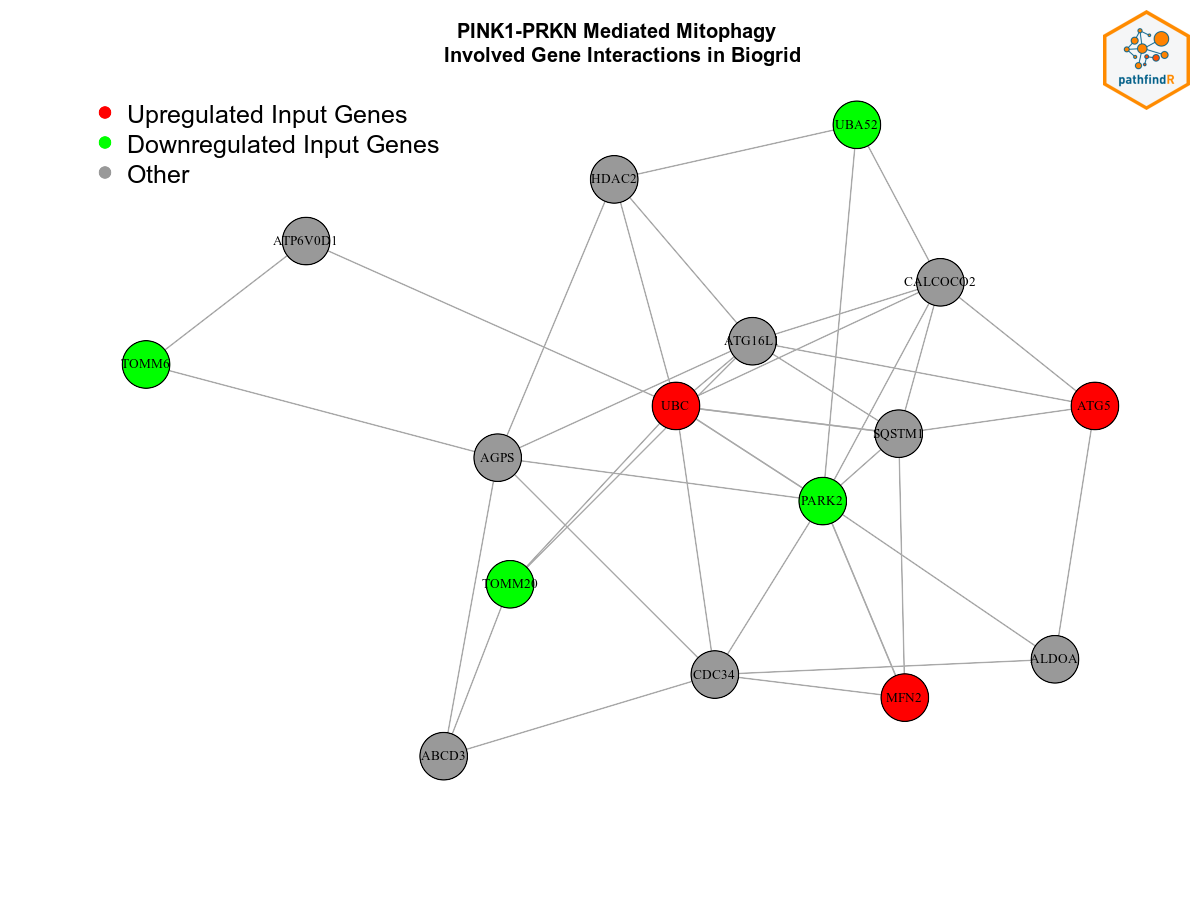 PINK1-PRKN Mediated Mitophagy
Involved Gene Interactions in Biogrid
pathfindR
Upregulated Input Genes
Downregulated Input Genes
Other
UBA52
HDAC2
ATP6V0D1
CALCOCO2
ATG16L1
TOMM6
UBC
ATG5
SQSTM1
AGPS
PARK2
TOMM20
CDC34
ALDOA
MFN2
ABCD3